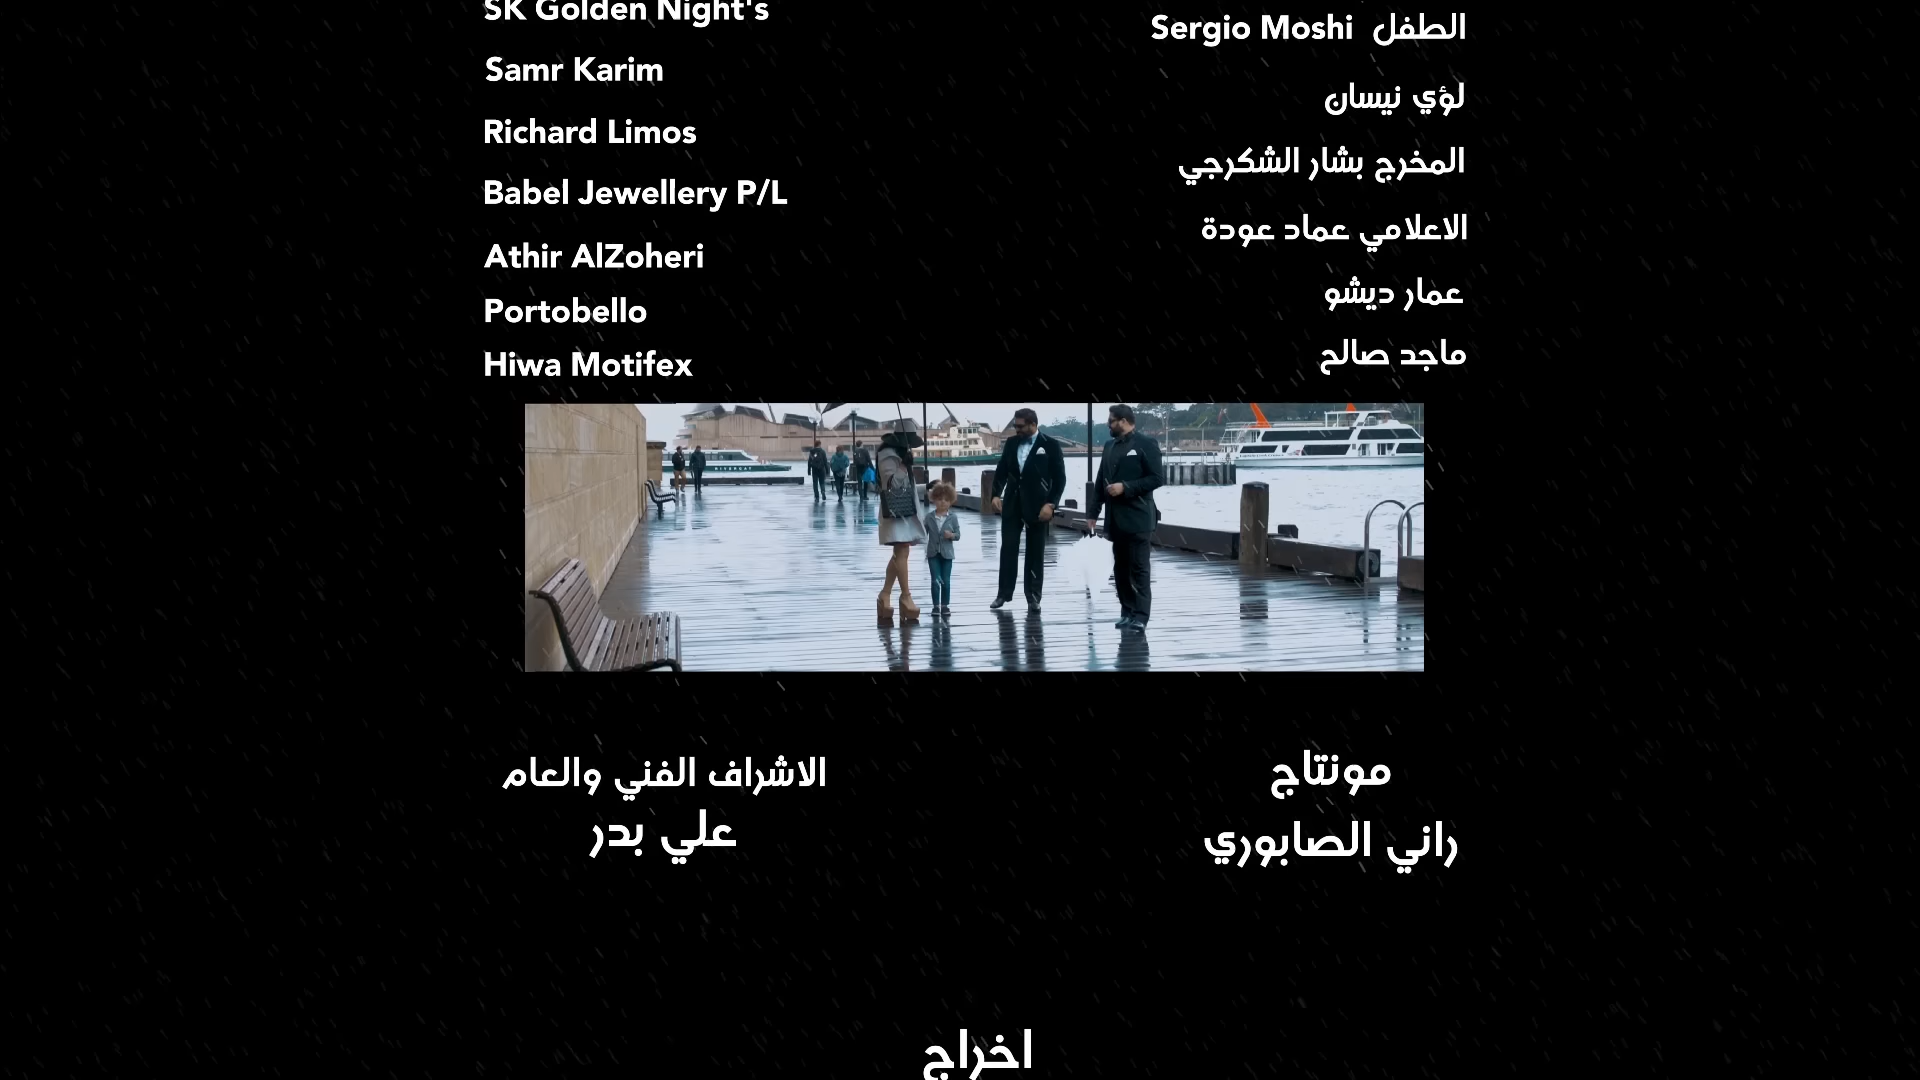 SK Golden Night's
Samr Karim
Richard Limos
Babel Jewellery P/L
Athir AlZoheri
Portobello
Hiwa Motifex
الطفل Sergio Moshi
لؤي نيسان
المخرج بشار الشكرجي
الاعلامي عماد عودة
عمار ديشو
ماجد صالح
RIVERCAT
مونتاج
راني الصابوري
الاشراف الفني والعام
علي بدر
اخراج